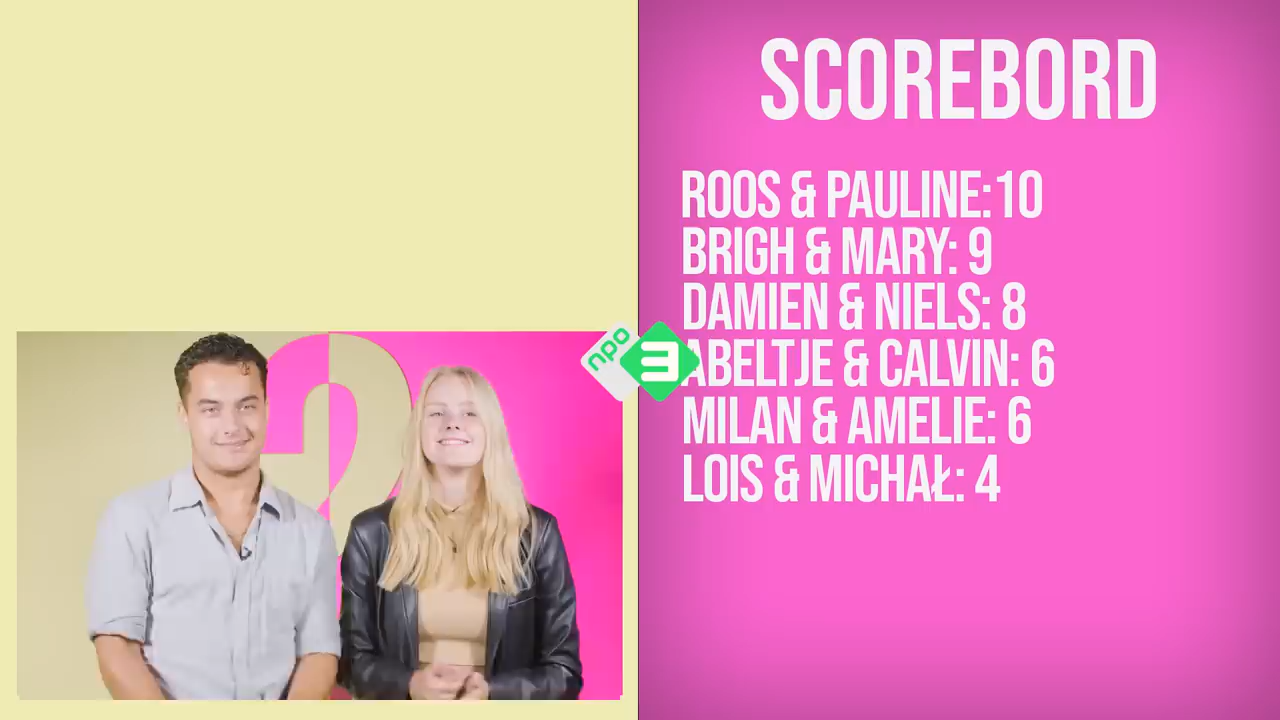 SCOREBORD
ROOS & PAULINE: 10
BRIGH & MARY: 9
DAMIEN & NIELS: 8
npo 3
ABELTJE & CALVIN: 6
MILAN & AMELIE: 6
LOIS & MICHAŁ: 4